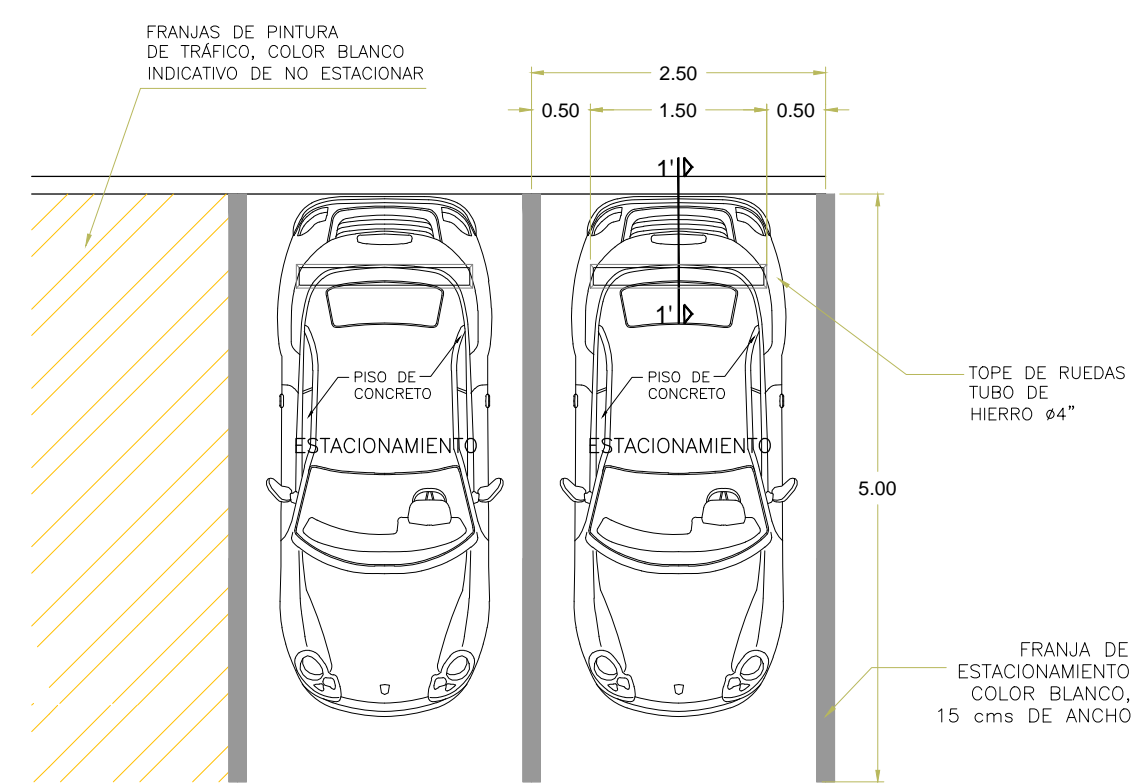 FRANJAS DE PINTURA
DE TRÁFICO, COLOR BLANCO
INDICATIVO DE NO ESTACIONAR
2.50
0.50
1.50
0.50
1'
1'
PISO DE
CONCRETO
ESTACIONAMIENTO
PISO DE
CONCRETO
ESTACIONAMIENTO
TOPE DE RUEDAS
TUBO DE
HIERRO ø4”
5.00
FRANJA DE
ESTACIONAMIENTO
COLOR BLANCO,
15 cms DE ANCHO